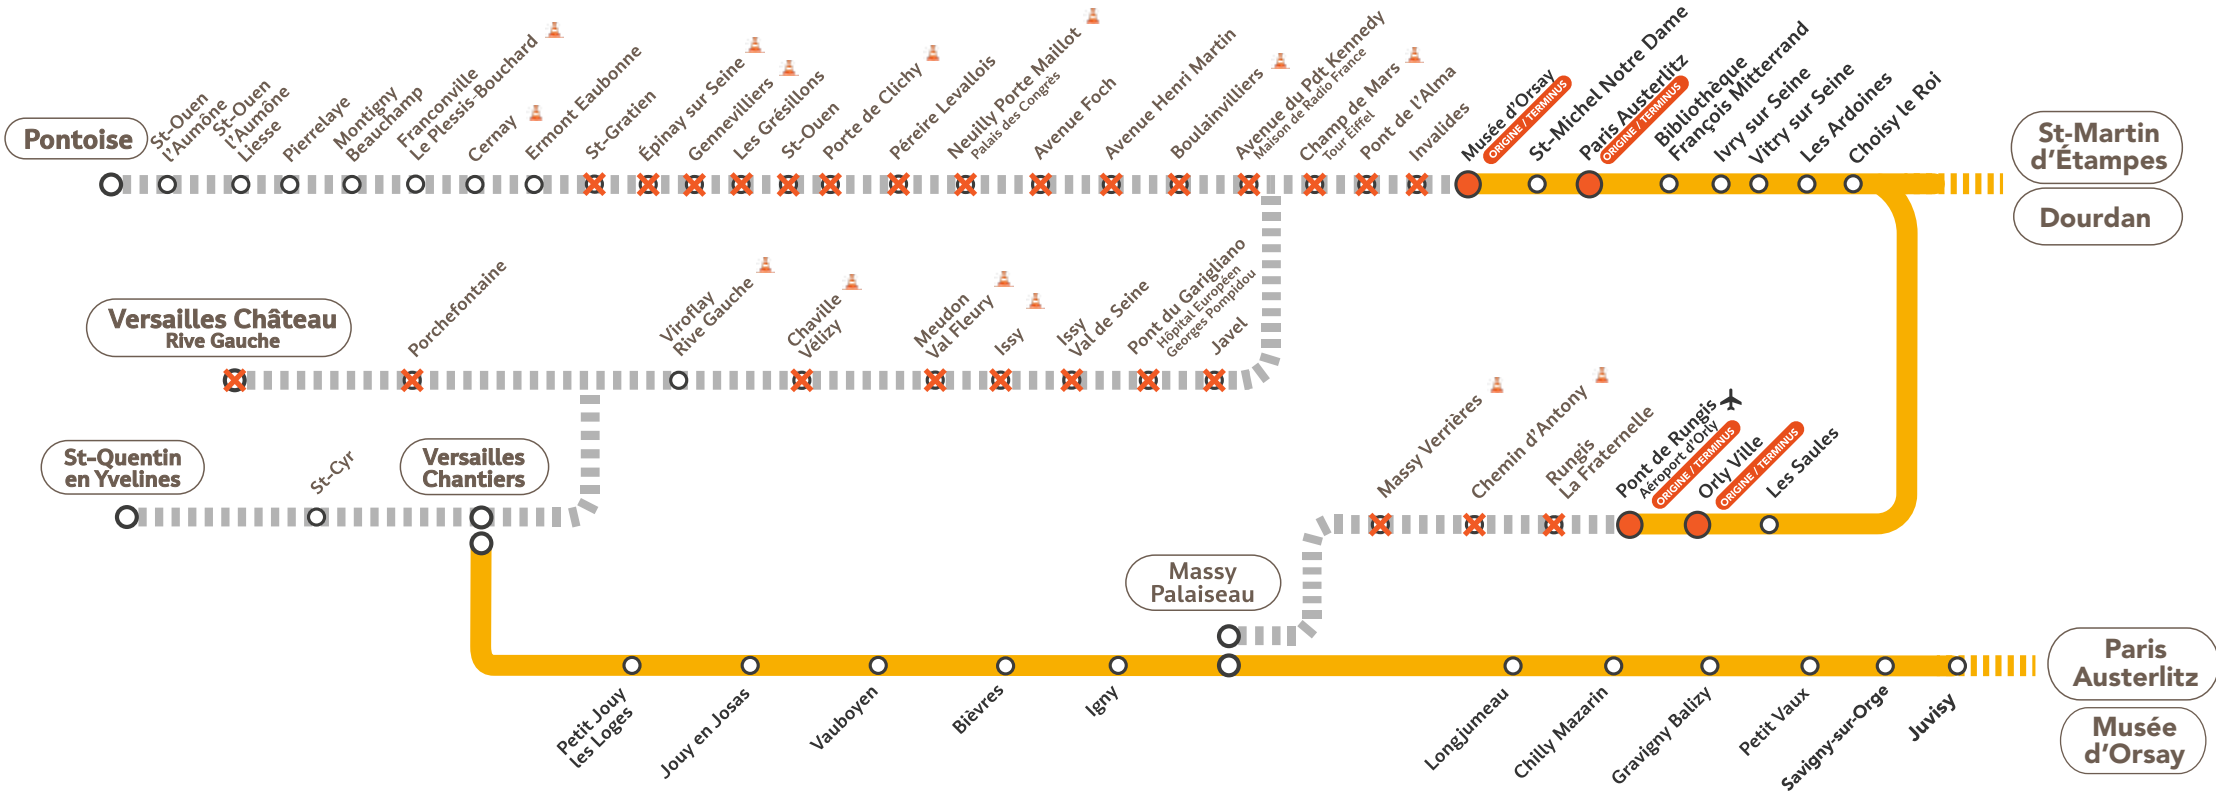 Pontoise
St-Ouen
l'Aumône
St-Ouen
l'Aumône
Liesse
Pierrelaye
Montigny
Beauchamp
Franconville
Le Plessis-Bouchard
Cernay
Ermont Eaubonne
St-Gratien
Épinay sur Seine
Gennevilliers
Les Grésillons
St-Ouen
Porte de Clichy
Péreire Levallois
Neuilly Porte Maillot
Palais des Congrès
Avenue Foch
Avenue Henri Martin
Boulainvilliers
Avenue du Pdt Kennedy
Maison de Radio France
Champ de Mars
Tour Eiffel
Pont de l'Alma
Invalides
Musée d'Orsay
ORIGINE / TERMINUS
St-Michel Notre Dame
Paris Austerlitz
ORIGINE / TERMINUS
Bibliothèque
François Mitterrand
Ivry sur Seine
Vitry sur Seine
Les Ardoines
Choisy le Roi
St-Martin
d'Étampes
Dourdan
Versailles Château
Rive Gauche
Porchefontaine
Viroflay
Rive Gauche
Chaville
Vélizy
Meudon
Val Fleury
Issy
Issy
Val de Seine
Pont du Garigliano
Hôpital Européen
Georges Pompidou
Javel
St-Quentin
en Yvelines
St-Cyr
Versailles
Chantiers
Massy Verrières
Chemin d'Antony
Rungis
La Fraternelle
Pont de Rungis
Aéroport d'Orly
ORIGINE / TERMINUS
Orly Ville
ORIGINE / TERMINUS
Les Saules
Massy
Palaiseau
Petit Jouy
les Loges
Jouy en Josas
Vauboyen
Bièvres
Igny
Longjumeau
Chilly Mazarin
Gravigny Balizy
Petit Vaux
Savigny-sur-Orge
Juvisy
Paris
Austerlitz
Musée
d'Orsay